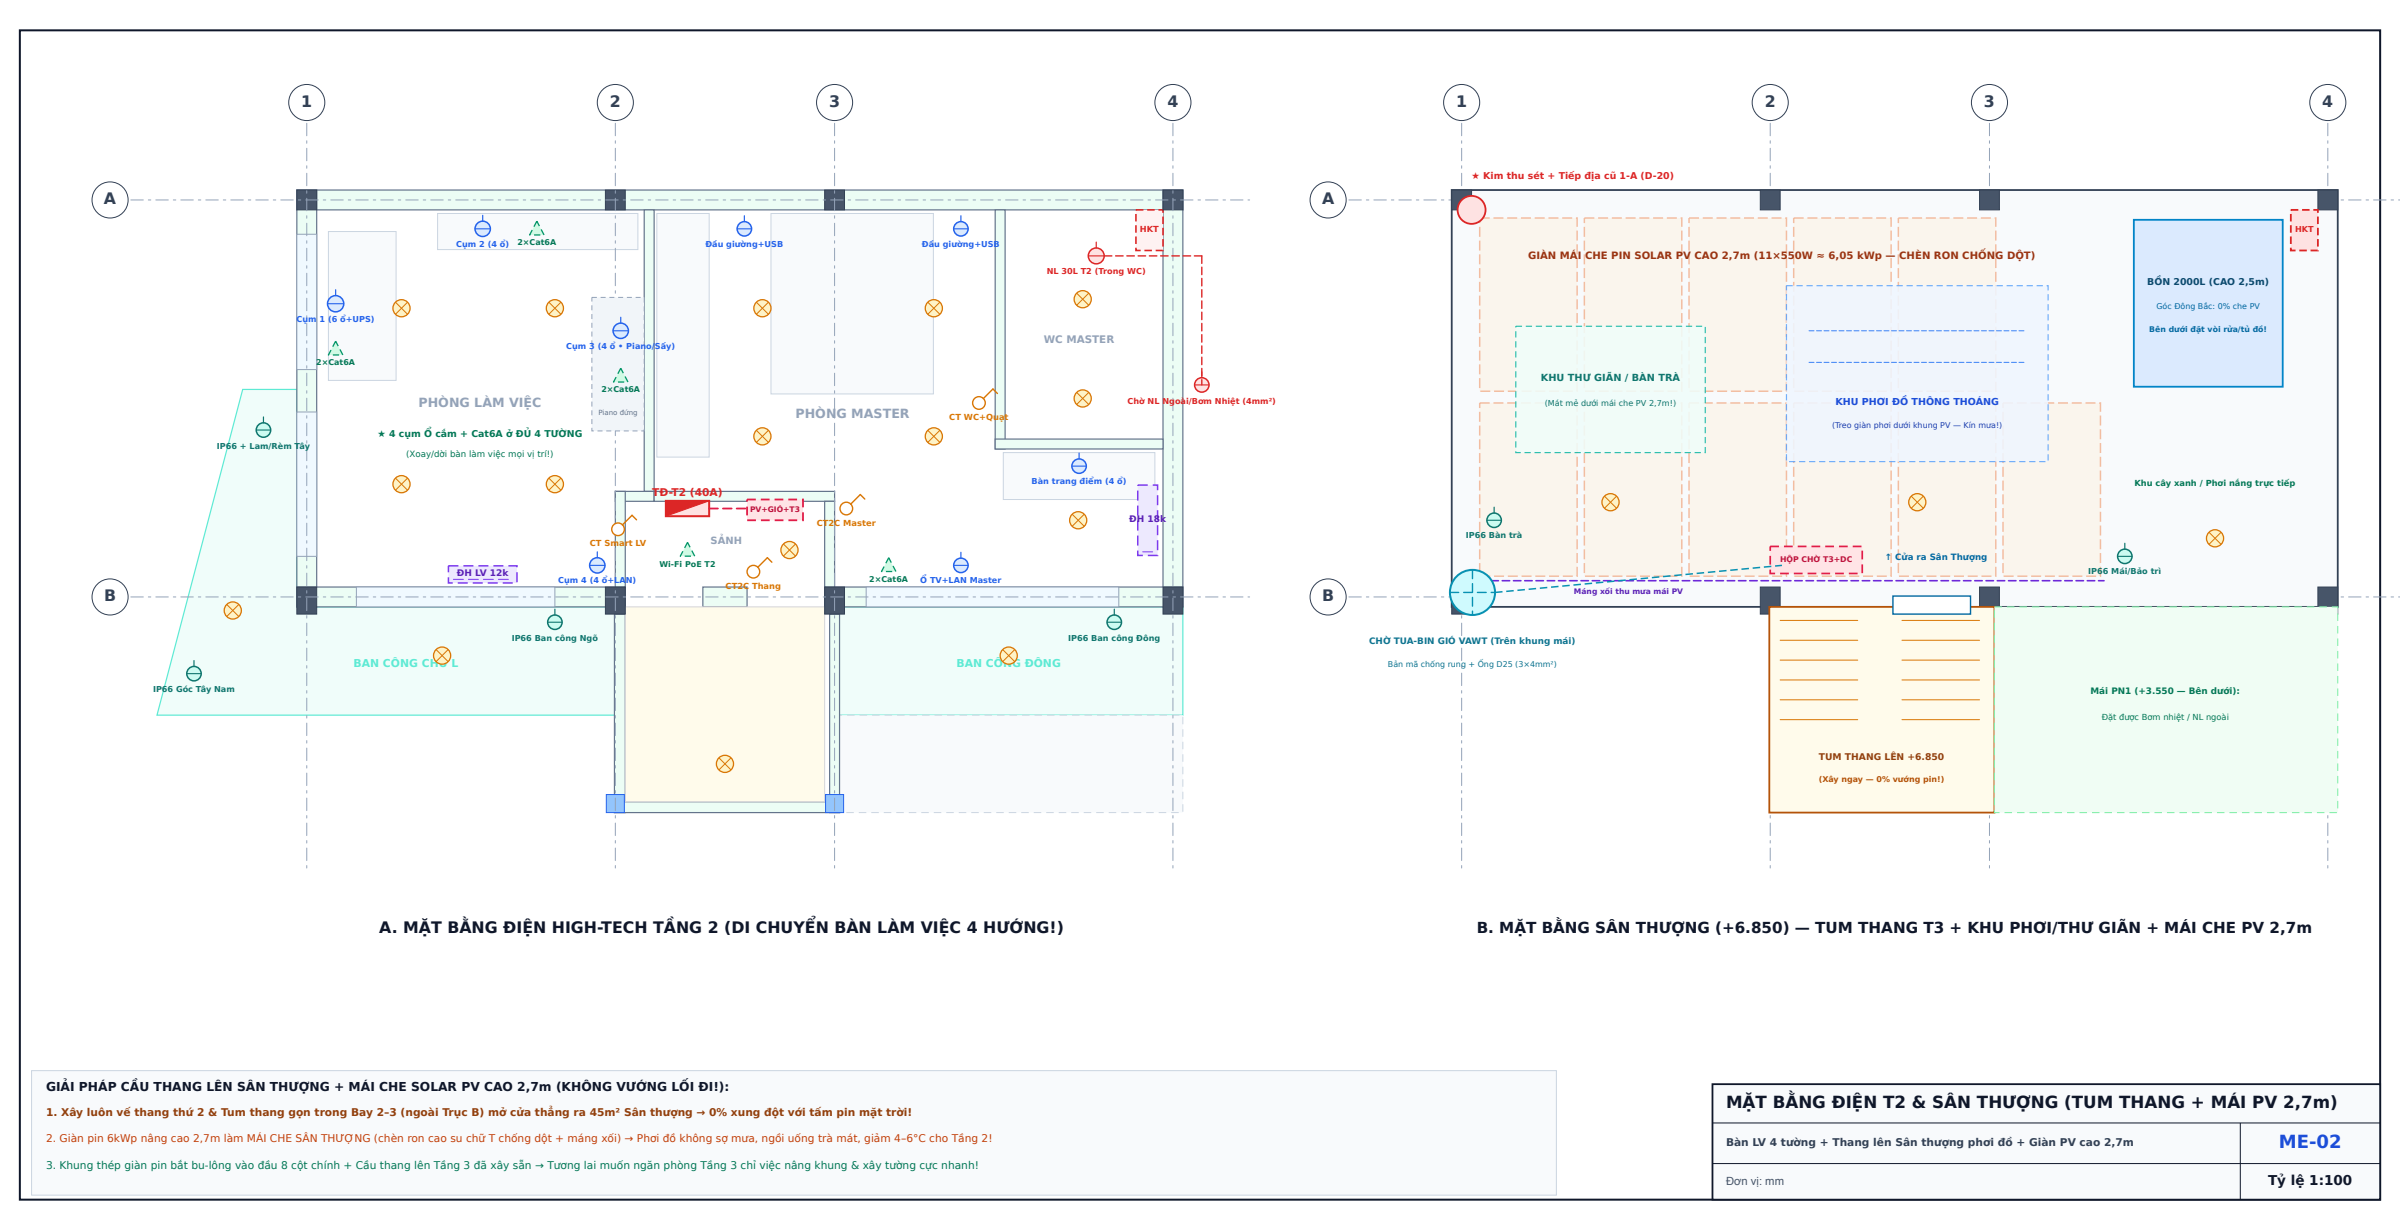 1
2
3
4
A
B
Cụm 2 (4 ổ)
2×Cat6A
Đầu giường+USB
Đầu giường+USB
HKT
NL 30L T2 (Trong WC)
Cụm 1 (6 ổ+UPS)
2×Cat6A
Cụm 3 (4 ổ • Piano/Sấy)
2×Cat6A
Piano đứng
WC MASTER
PHÒNG LÀM VIỆC
PHÒNG MASTER
CT WC+Quạt
Chờ NL Ngoài/Bơm Nhiệt (4mm²)
★ 4 cụm Ổ cắm + Cat6A ở ĐỦ 4 TƯỜNG
(Xoay/dời bàn làm việc mọi vị trí!)
IP66 + Lam/Rèm Tây
Bàn trang điểm (4 ổ)
TĐ-T2 (40A)
PV+GIÓ+T3
CT2C Master
ĐH 18k
CT Smart LV
SẢNH
Wi-Fi PoE T2
CT2C Thang
ĐH LV 12k
Cụm 4 (4 ổ+LAN)
2×Cat6A
Ổ TV+LAN Master
IP66 Ban công Ngõ
IP66 Ban công Đông
BAN CÔNG CHỮ L
BAN CÔNG ĐÔNG
IP66 Góc Tây Nam
A. MẶT BẰNG ĐIỆN HIGH-TECH TẦNG 2 (DI CHUYỂN BÀN LÀM VIỆC 4 HƯỚNG!)
1
2
3
4
A
B
★ Kim thu sét + Tiếp địa cũ 1-A (D-20)
HKT
GIÀN MÁI CHE PIN SOLAR PV CAO 2,7m (11×550W ≈ 6,05 kWp — CHÈN RON CHỐNG DỘT)
BỒN 2000L (CAO 2,5m)
Góc Đông Bắc: 0% che PV
Bên dưới đặt vòi rửa/tủ đồ!
KHU THƯ GIÃN / BÀN TRÀ
(Mát mẻ dưới mái che PV 2,7m!)
KHU PHƠI ĐỒ THÔNG THOÁNG
(Treo giàn phơi dưới khung PV — Kín mưa!)
Khu cây xanh / Phơi nắng trực tiếp
IP66 Bàn trà
HỘP CHỜ T3+DC
↑ Cửa ra Sân Thượng
IP66 Mái/Bảo trì
Máng xối thu mưa mái PV
CHỜ TUA-BIN GIÓ VAWT (Trên khung mái)
Bản mã chống rung + Ống D25 (3×4mm²)
Mái PN1 (+3.550 — Bên dưới):
Đặt được Bơm nhiệt / NL ngoài
TUM THANG LÊN +6.850
(Xây ngay — 0% vướng pin!)
B. MẶT BẰNG SÂN THƯỢNG (+6.850) — TUM THANG T3 + KHU PHƠI/THƯ GIÃN + MÁI CHE PV 2,7m
GIẢI PHÁP CẦU THANG LÊN SÂN THƯỢNG + MÁI CHE SOLAR PV CAO 2,7m (KHÔNG VƯỚNG LỐI ĐI!):
1. Xây luôn vế thang thứ 2 & Tum thang gọn trong Bay 2–3 (ngoài Trục B) mở cửa thẳng ra 45m² Sân thượng → 0% xung đột với tấm pin mặt trời!
2. Giàn pin 6kWp nâng cao 2,7m làm MÁI CHE SÂN THƯỢNG (chèn ron cao su chữ T chống dột + máng xối) → Phơi đồ không sợ mưa, ngồi uống trà mát, giảm 4–6°C cho Tầng 2!
3. Khung thép giàn pin bắt bu-lông vào đầu 8 cột chính + Cầu thang lên Tầng 3 đã xây sẵn → Tương lai muốn ngăn phòng Tầng 3 chỉ việc nâng khung & xây tường cực nhanh!
MẶT BẰNG ĐIỆN T2 & SÂN THƯỢNG (TUM THANG + MÁI PV 2,7m)
Bàn LV 4 tường + Thang lên Sân thượng phơi đồ + Giàn PV cao 2,7m
ME-02
Đơn vị: mm
Tỷ lệ 1:100